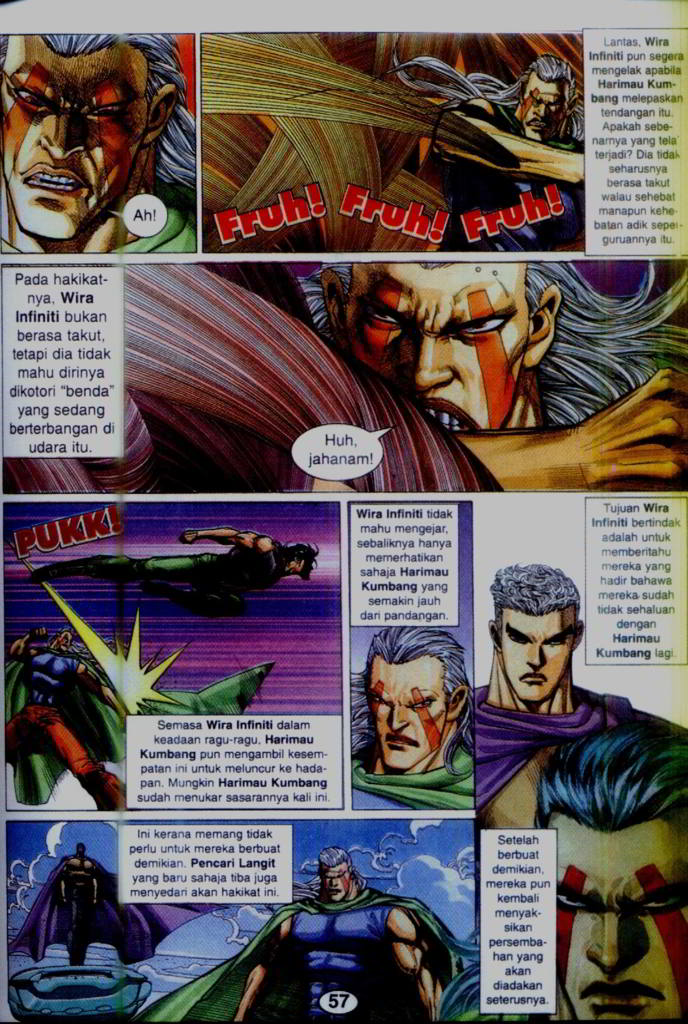 Ah!
Fruh! Fruh! Fruh!
Lantas, Wira
Infiniti pun segera
mengelak apabila
Harimau Kum-
bang melepaskan
tendangan itu.
Apakah sebe-
narnya yang tela
terjadi? Dia tidak
seharusnya
berasa takut
walau sehebat
manapun kehe-
batan adik seper-
guruannya itu.
Pada hakikat-
nya, Wira
Infiniti bukan
berasa takut,
tetapi dia tidak
mahu dirinya
dikotori "benda"
yang sedang
berterbangan di
udara itu.
Huh,
jahanam!
PUKK!
Semasa Wira Infiniti dalam
keadaan ragu-ragu, Harimau
Kumbang pun mengambil kesem-
patan ini untuk meluncur ke hada-
pan. Mungkin Harimau Kumbang
sudah menukar sasarannya kali ini.
Wira Infiniti tidak
mahu mengejar,
sebaliknya hanya
memerhatikan
sahaja Harimau
Kumbang yang
semakin jauh
dari pandangan.
Tujuan Wira
Infiniti bertindak
adalah untuk
memberitahu
mereka yang
hadir bahawa
mereka sudah
tidak sehaluan
dengan
Harimau
Kumbang lagi.
Ini kerana memang tidak
perlu untuk mereka berbuat
demikian. Pencari Langit
yang baru sahaja tiba juga
menyedari akan hakikat ini.
Setelah
berbuat
demikian,
mereka pun
kembali
menyak-
sikan
persemba-
han yang
akan
diadakan
seterusnya.
57